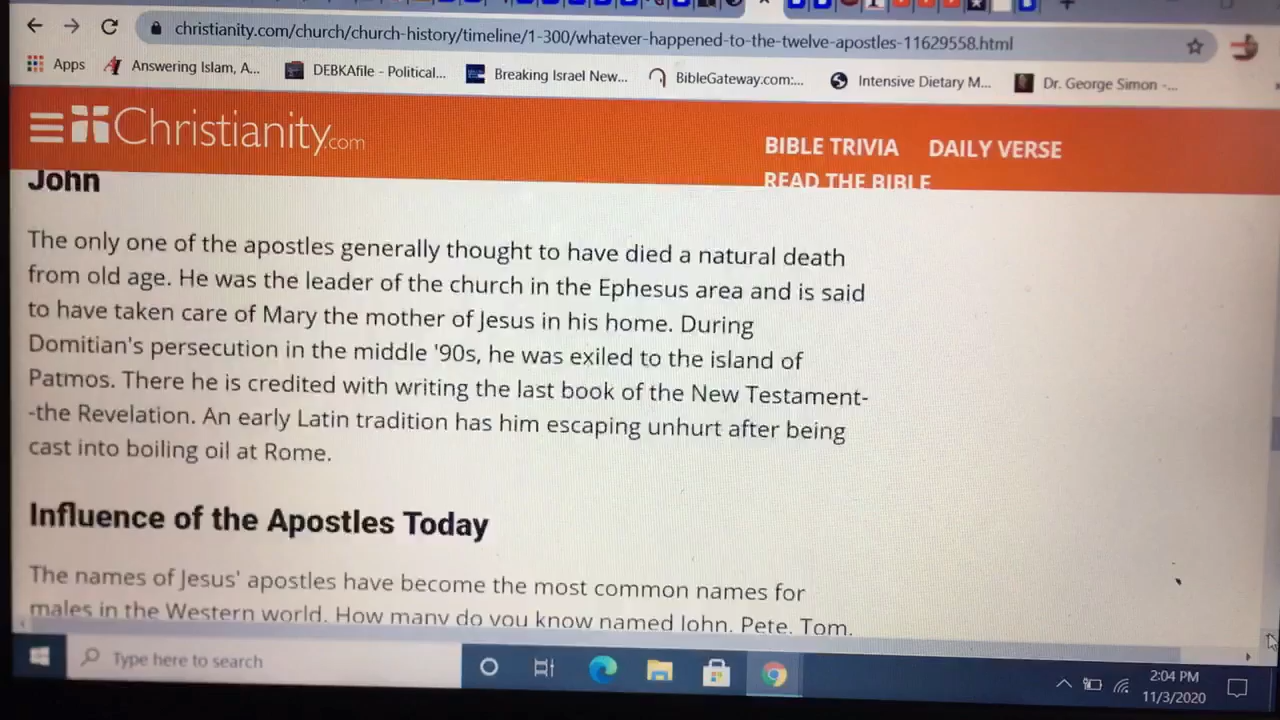 christianity.com/church/church-history/timeline/1-300/whatever-happened-to-the-twelve-apostles-11629558.html
Apps Answering Islam, A... DEBKAfile - Political... Breaking Israel New... BibleGateway.com:... Intensive Dietary M... Dr. George Simon -...
Christianity.com
BIBLE TRIVIA DAILY VERSE
READ THE BIBLE
John
The only one of the apostles generally thought to have died a natural death
from old age. He was the leader of the church in the Ephesus area and is said
to have taken care of Mary the mother of Jesus in his home. During
Domitian's persecution in the middle '90s, he was exiled to the island of
Patmos. There he is credited with writing the last book of the New Testament-
-the Revelation. An early Latin tradition has him escaping unhurt after being
cast into boiling oil at Rome.
Influence of the Apostles Today
The names of Jesus' apostles have become the most common names for
males in the Western world. How many do you know named John, Pete, Tom,
Type here to search
2:04 PM
11/3/2020